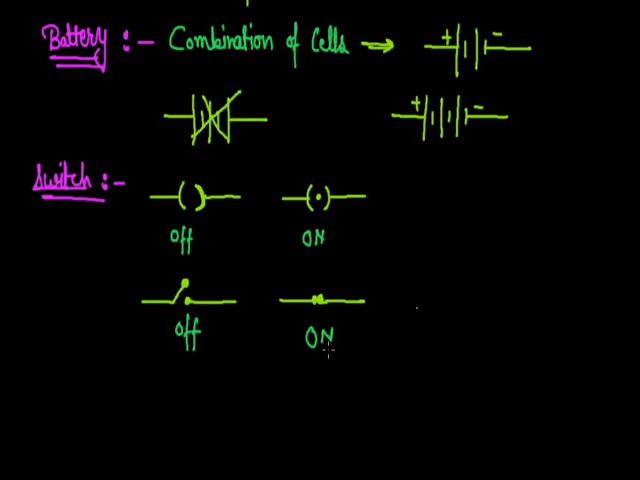 Battery :- Combination of Cells ⇒ + -
+ -
Switch :-
Off ON
Off ON